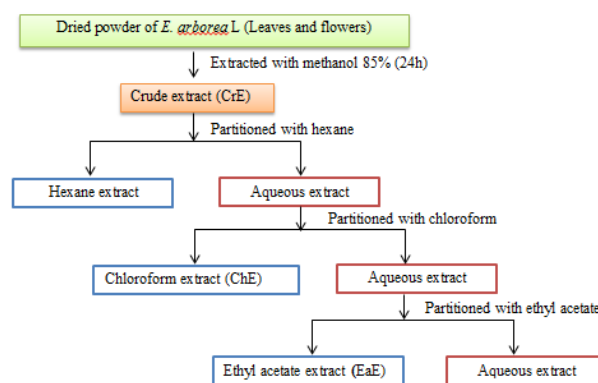 Dried powder of E. arborea L (Leaves and flowers)
Extracted with methanol 85% (24h)
Crude extract (CrE)
Partitioned with hexane
Hexane extract
Aqueous extract
Partitioned with chloroform
Chloroform extract (ChE)
Aqueous extract
Partitioned with ethyl acetate
Ethyl acetate extract (EaE)
Aqueous extract